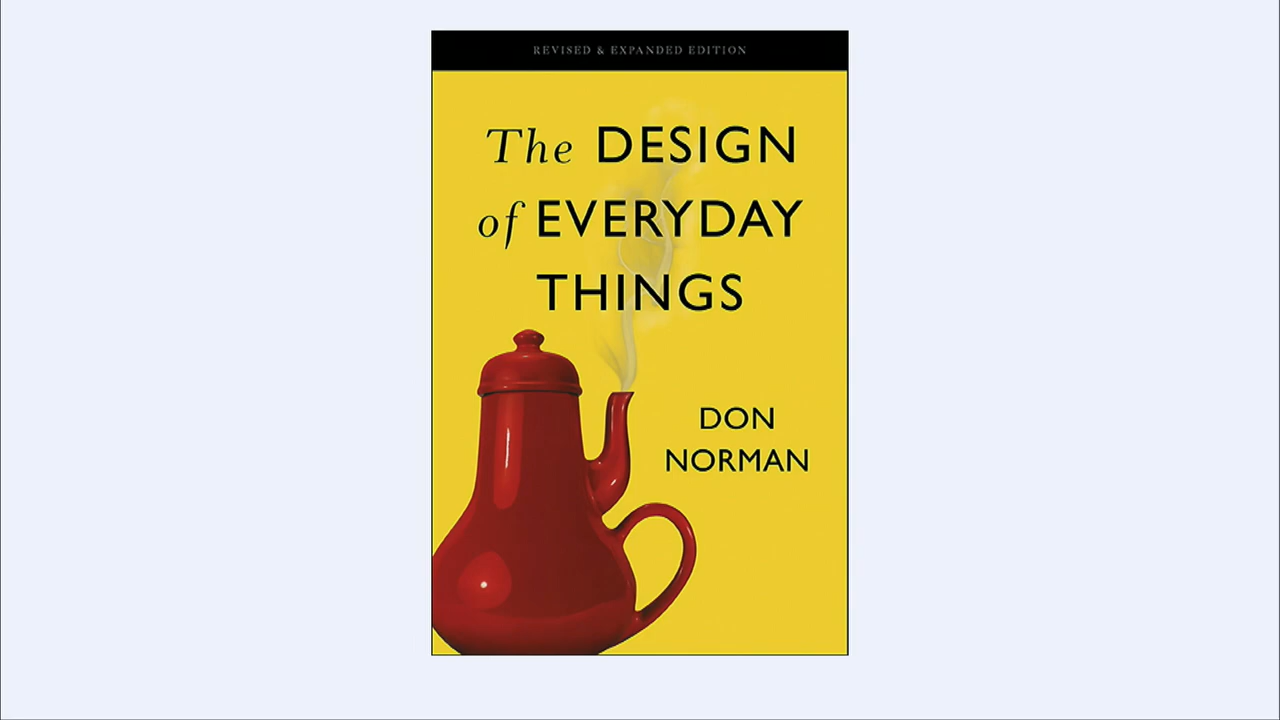 REVISED & EXPANDED EDITION
The DESIGN
of EVERYDAY
THINGS
DON
NORMAN